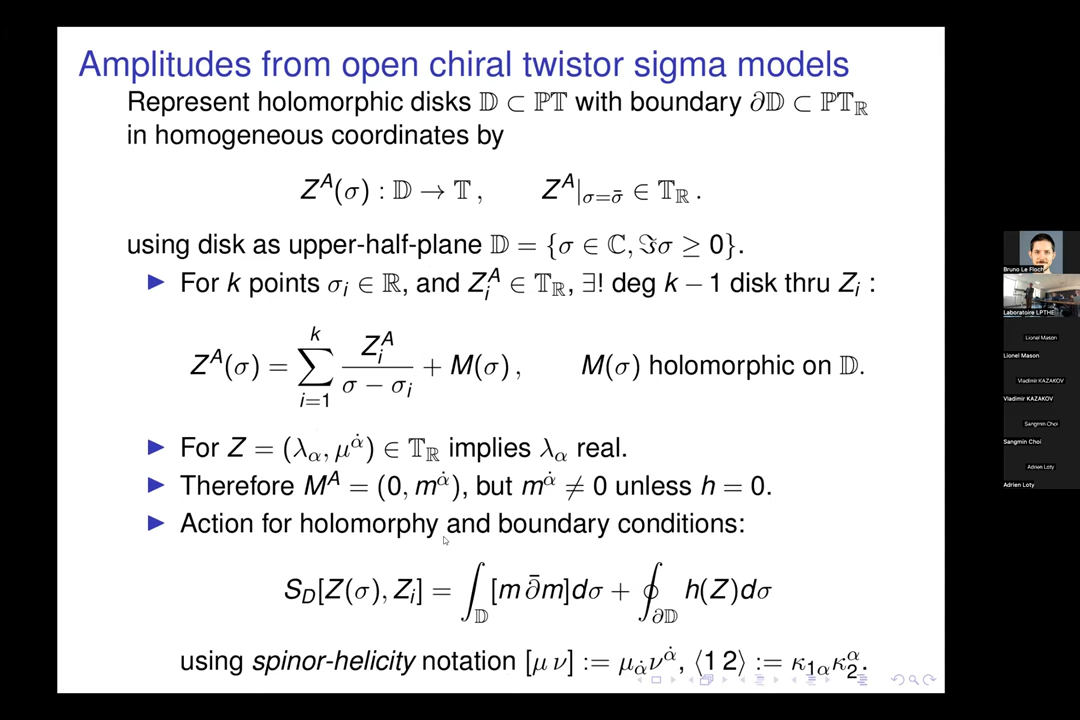 Amplitudes from open chiral twistor sigma models
Represent holomorphic disks 𝔻 ⊂ ℙ𝕋 with boundary ∂𝔻 ⊂ ℙ𝕋_ℝ
in homogeneous coordinates by
Z^A(σ) : 𝔻 → 𝕋 ,   Z^A|_{σ=σ̄} ∈ 𝕋_ℝ .
using disk as upper-half-plane 𝔻 = {σ ∈ ℂ, ℑσ ≥ 0}.
▶ For k points σ_i ∈ ℝ, and Z_i^A ∈ 𝕋_ℝ, ∃! deg k − 1 disk thru Z_i :
Z^A(σ) = ∑_{i=1}^{k} Z_i^A / (σ − σ_i) + M(σ) ,   M(σ) holomorphic on 𝔻.
▶ For Z = (λ_α, μ^{α̇}) ∈ 𝕋_ℝ implies λ_α real.
▶ Therefore M^A = (0, m^{α̇}), but m^{α̇} ≠ 0 unless h = 0.
▶ Action for holomorphy and boundary conditions:
S_D[Z(σ), Z_i] = ∫_𝔻 [m ∂̄m]dσ + ∮_{∂𝔻} h(Z)dσ
using spinor-helicity notation [μ ν] := μ_{α̇}ν^{α̇}, ⟨1 2⟩ := κ_{1α}κ_2^α.
Bruno Le Floch
Laboratoire LPTHE
Lionel Mason
Lionel Mason
Vladimir KAZAKOV
Vladimir KAZAKOV
Sangmin Choi
Sangmin Choi
Adrien Loty
Adrien Loty